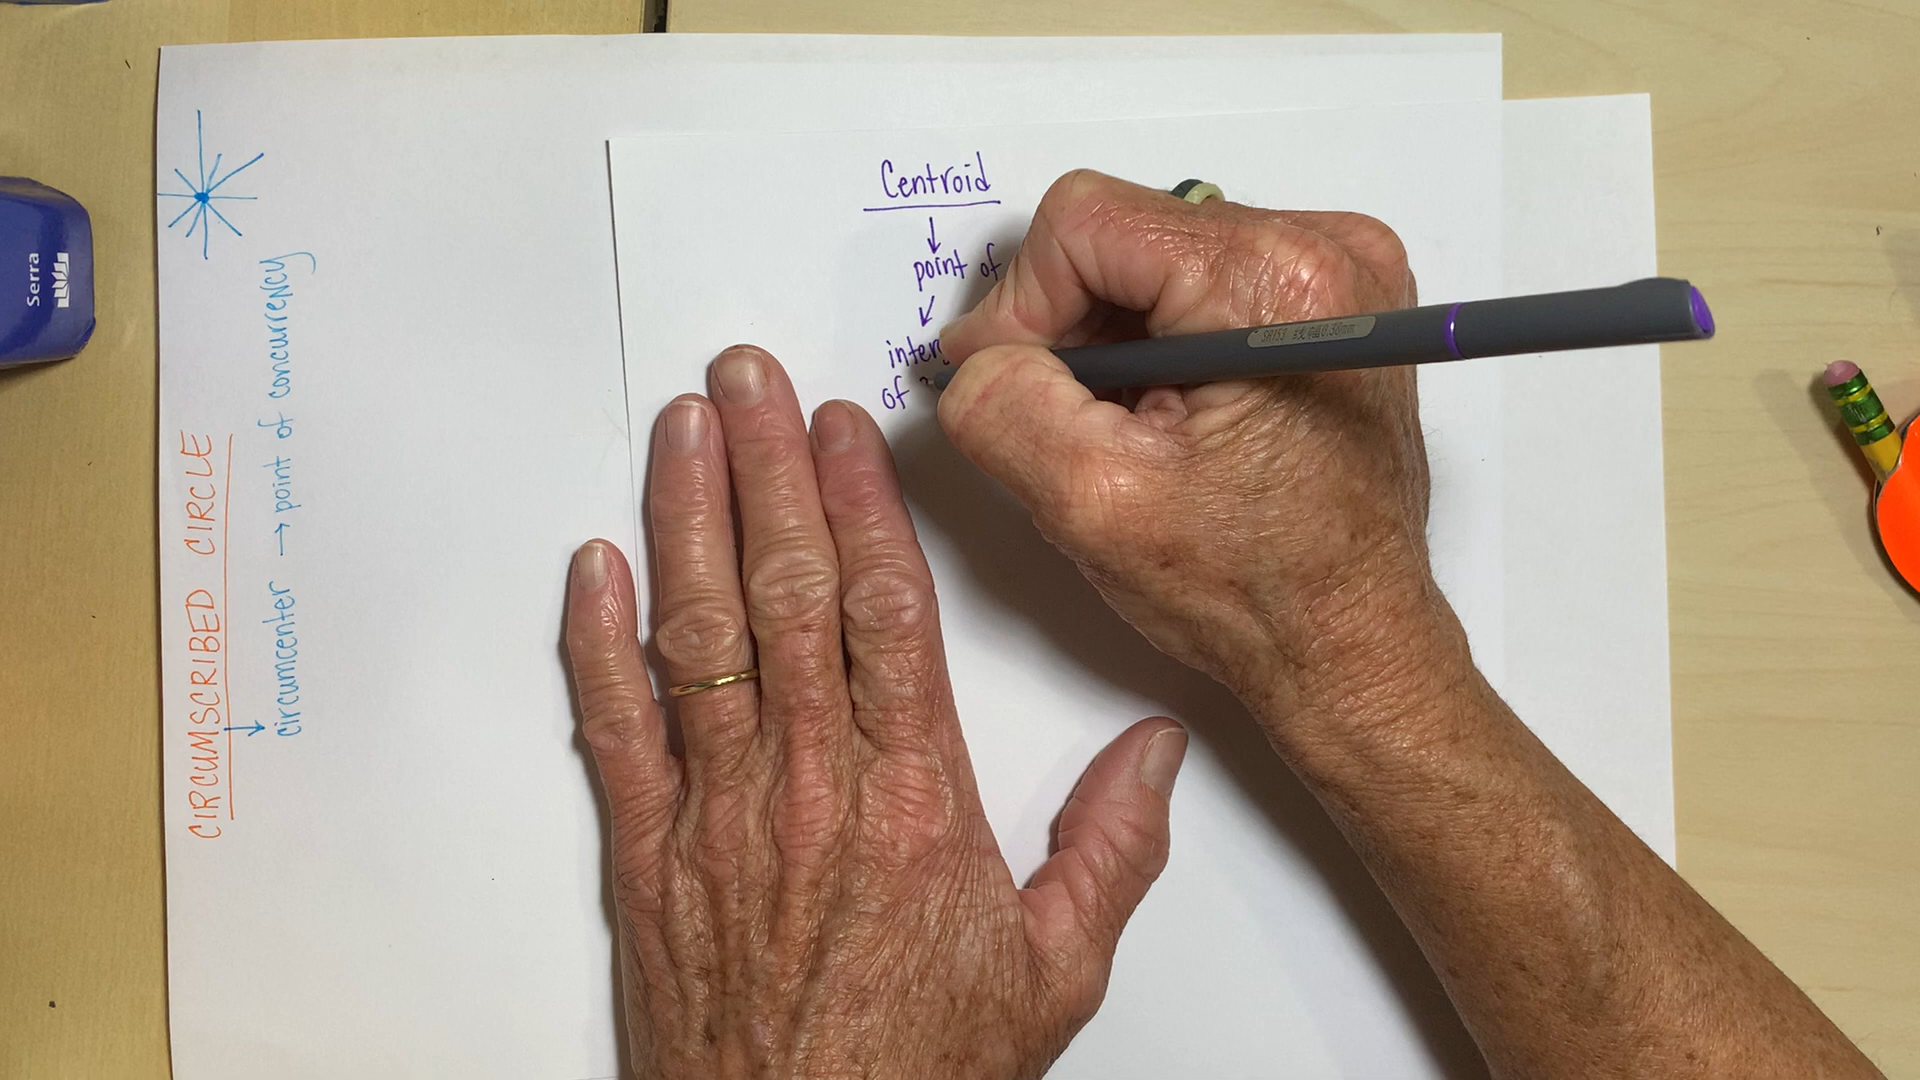 Centroid
point of
inter
of
CIRCUMSCRIBED CIRCLE
circumcenter → point of concurrency
Serra